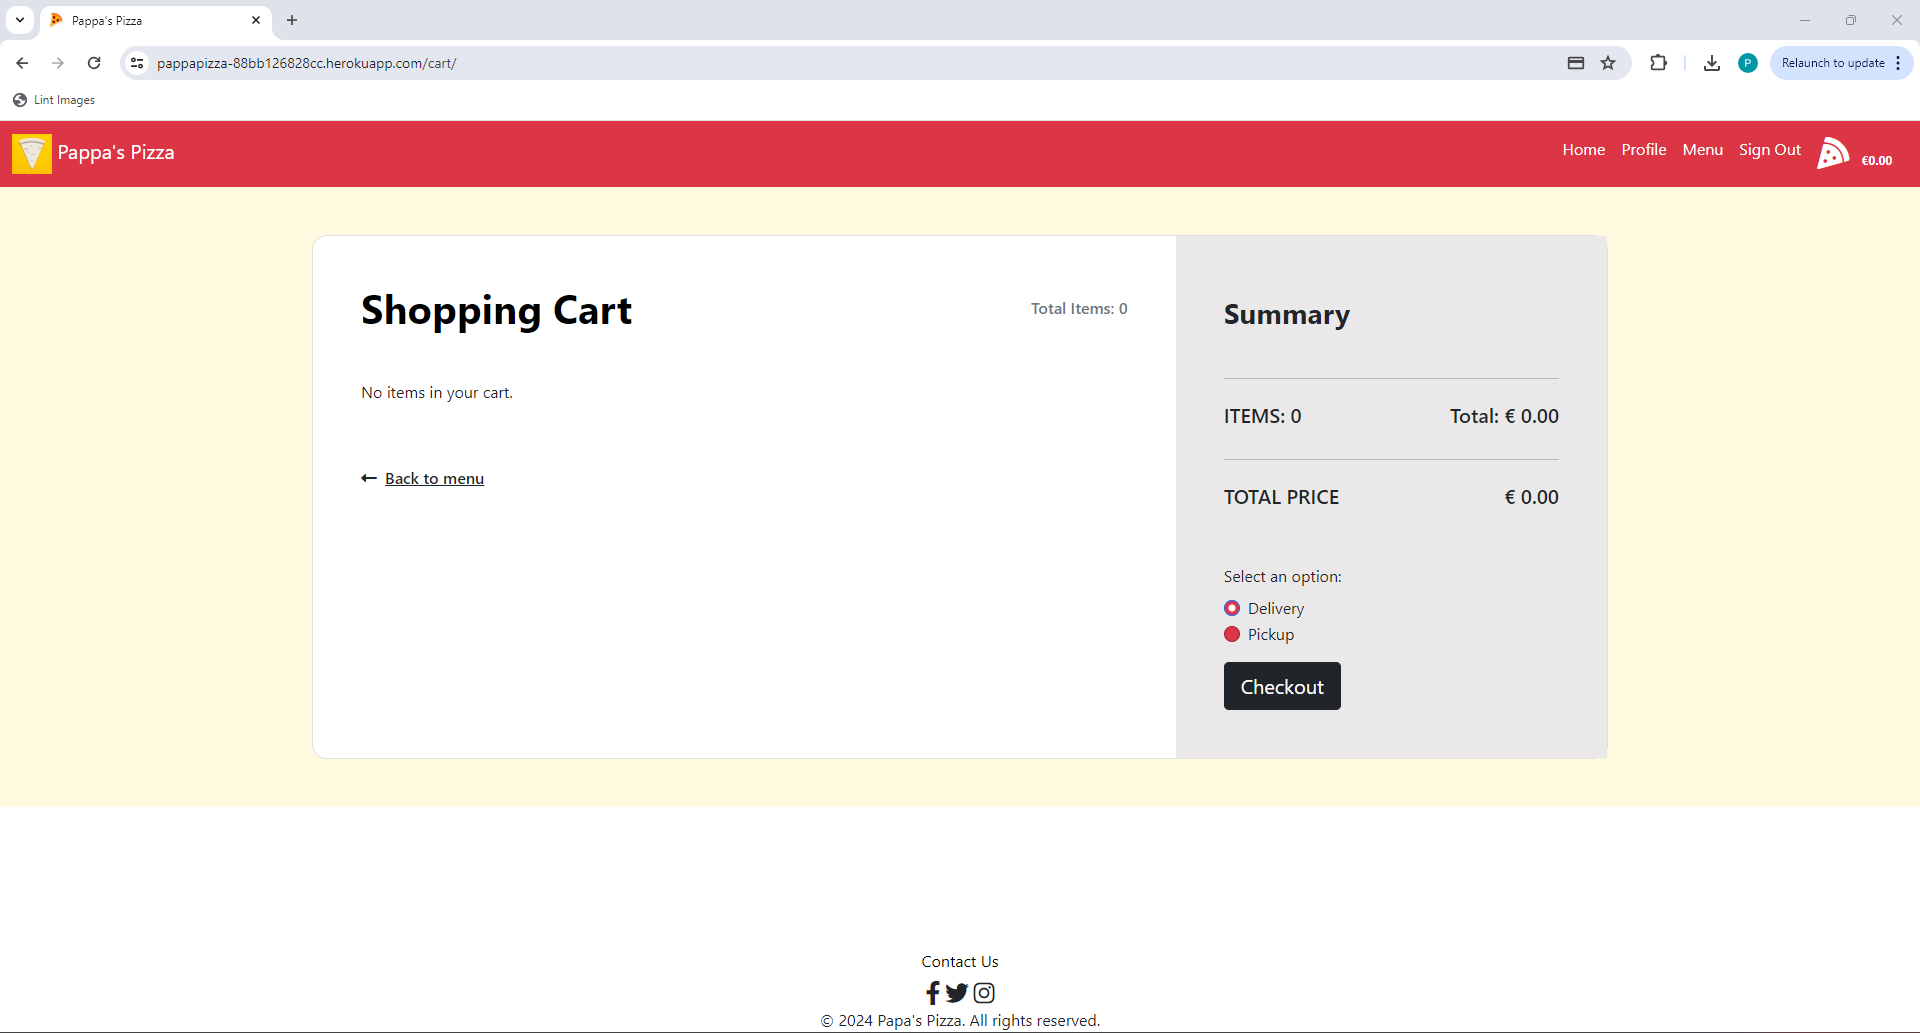 Pappa's Pizza
pappapizza-88bb126828cc.herokuapp.com/cart/
P
Relaunch to update
Lint Images
Pappa's Pizza
Home Profile Menu Sign Out €0.00
Shopping Cart
Total Items: 0
No items in your cart.
Back to menu
Summary
ITEMS: 0 Total: € 0.00
TOTAL PRICE € 0.00
Select an option:
Delivery
Pickup
Checkout
Contact Us
© 2024 Papa's Pizza. All rights reserved.